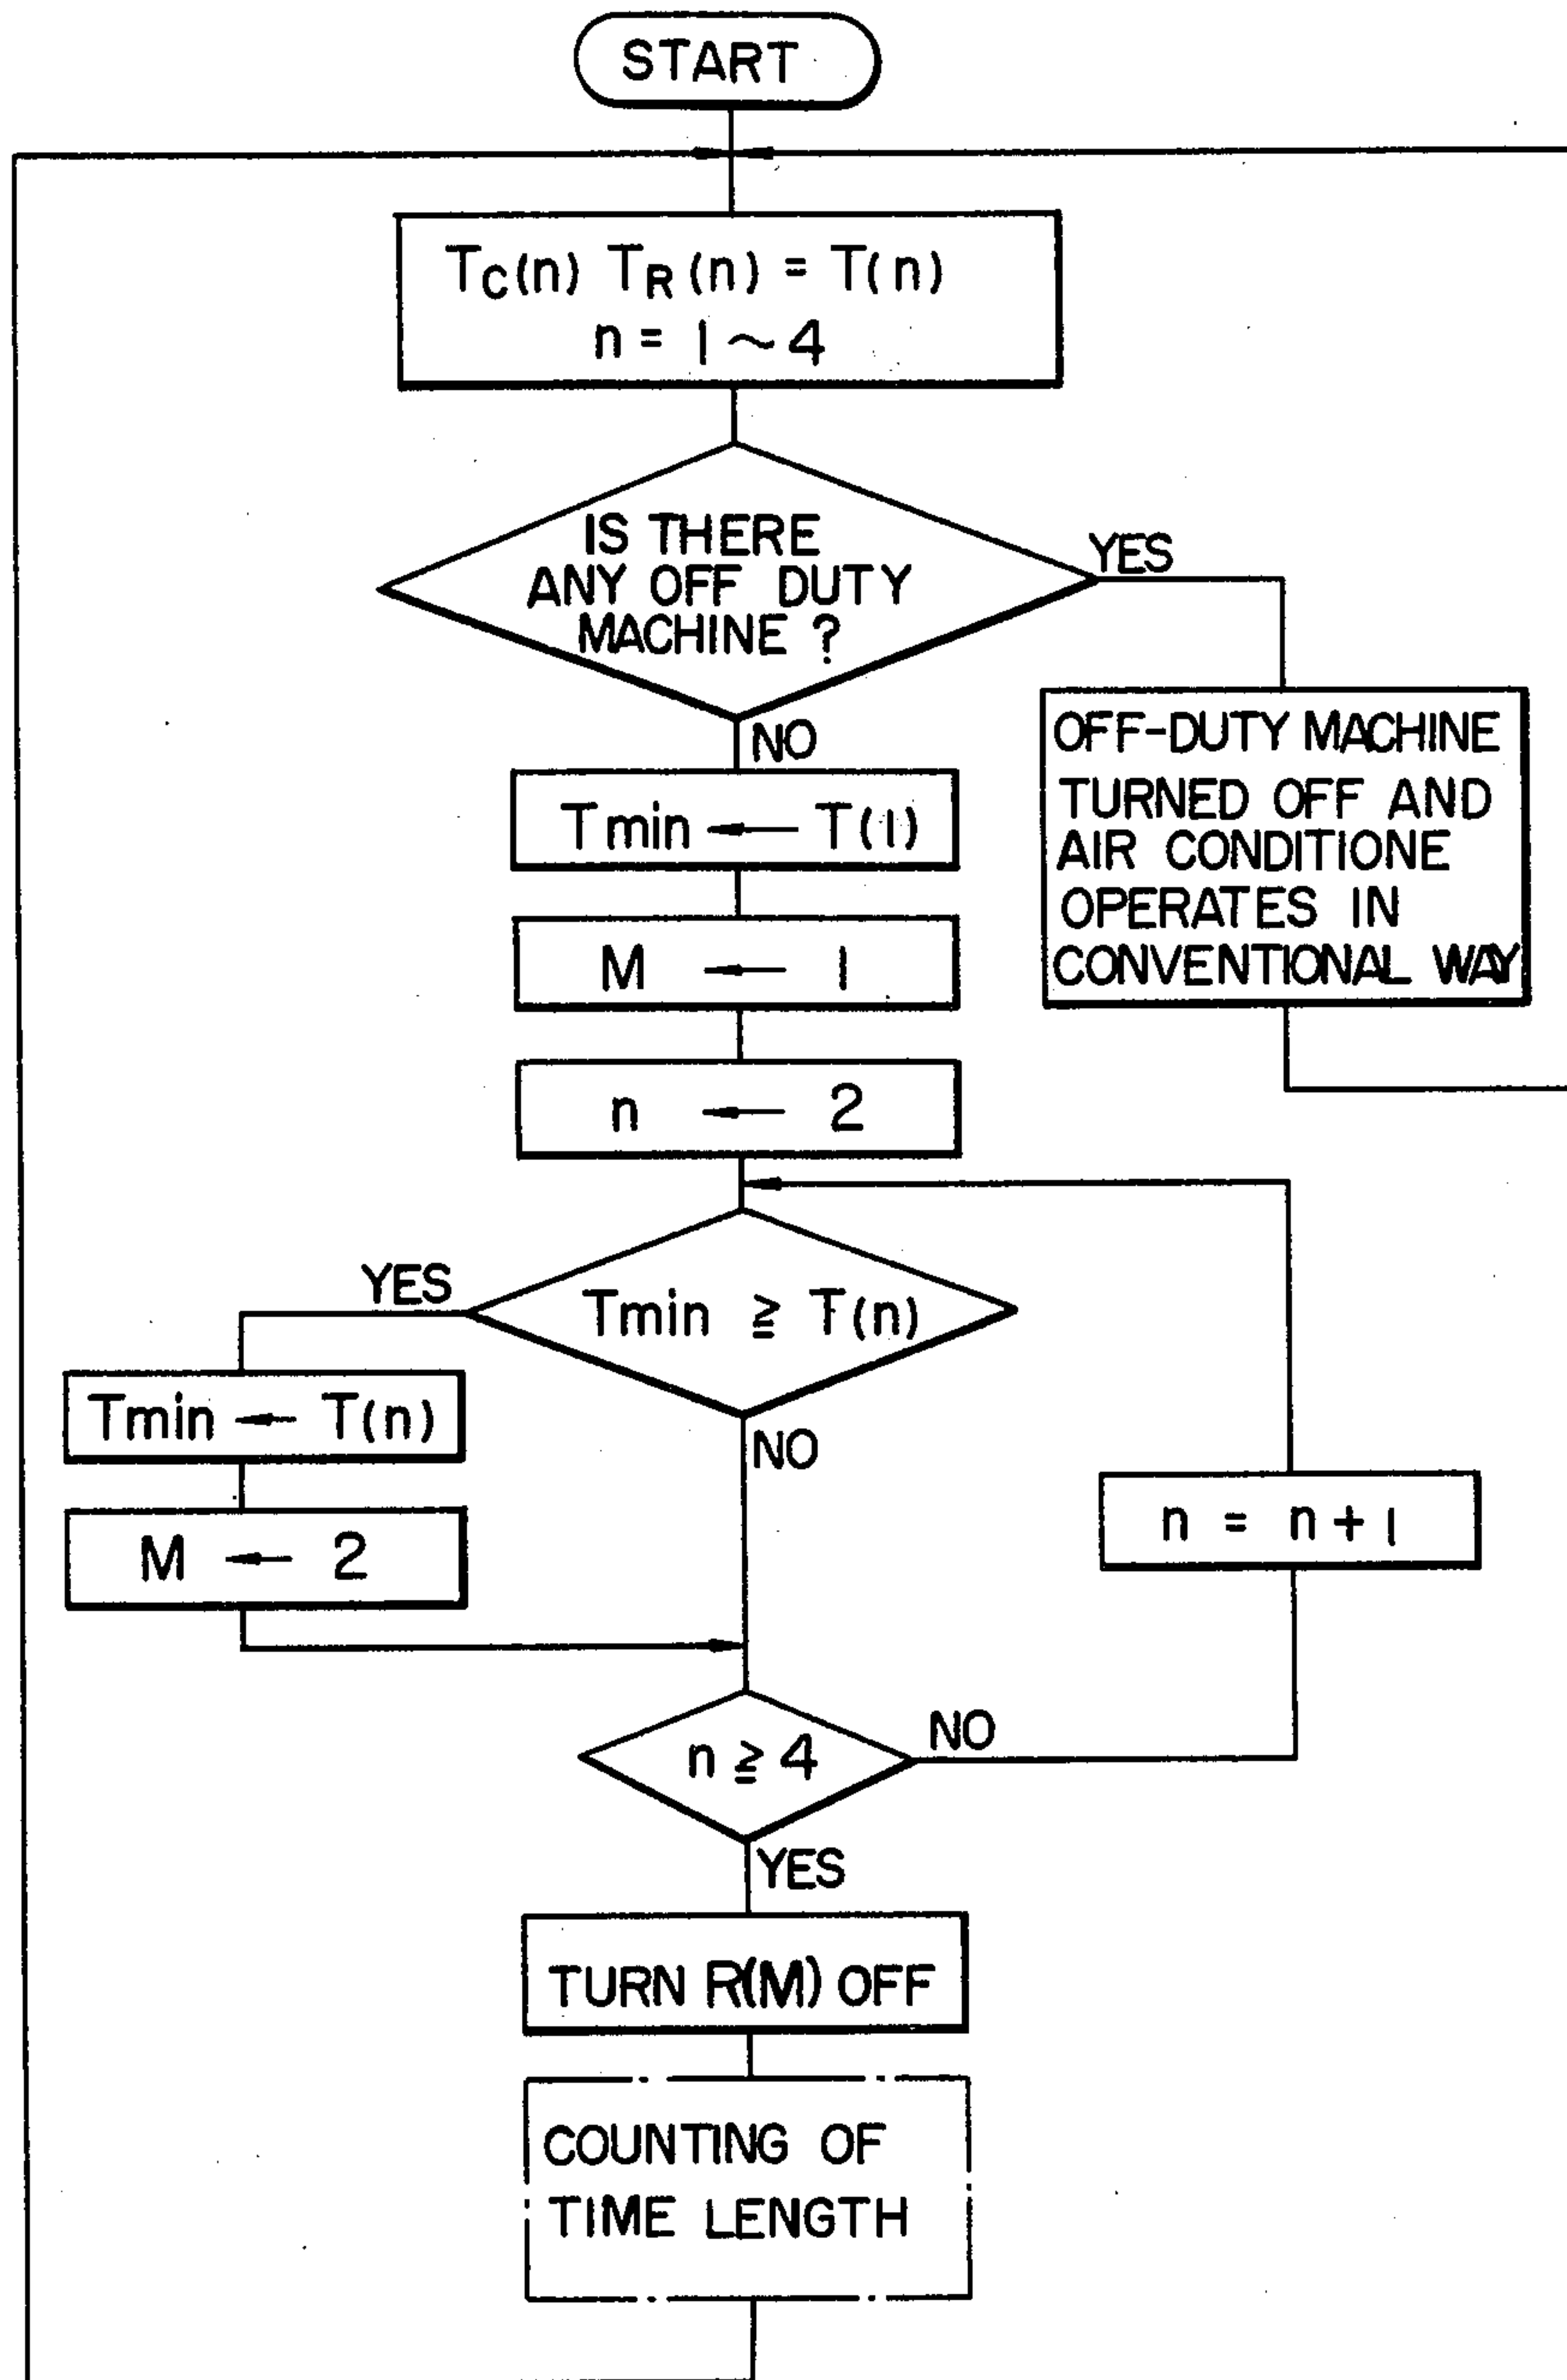 START
Tc(n) TR(n) = T(n)
n = 1~4
IS THERE
ANY OFF DUTY
MACHINE ?
YES
NO
OFF-DUTY MACHINE
TURNED OFF AND
AIR CONDITIONE
OPERATES IN
CONVENTIONAL WAY
Tmin ← T(1)
M ← 1
n ← 2
Tmin ≧ T(n)
YES
NO
Tmin ← T(n)
M ← 2
n = n+1
n ≧ 4
NO
YES
TURN R(M) OFF
COUNTING OF
TIME LENGTH